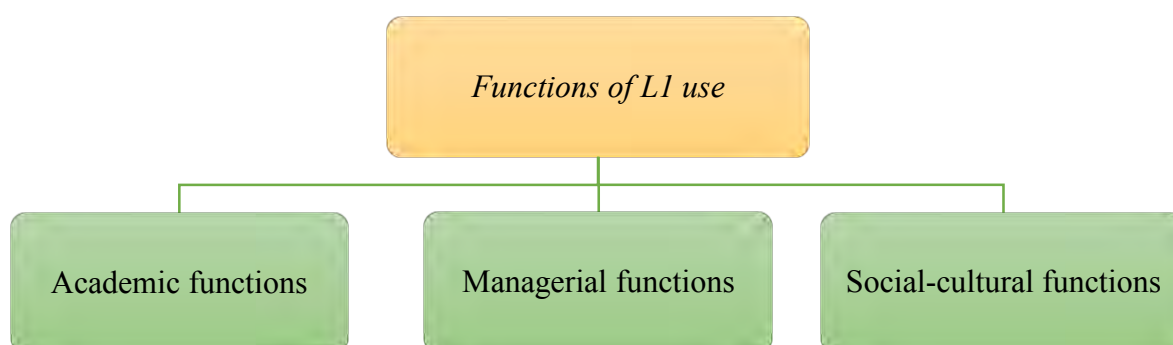 Functions of L1 use
Academic functions
Managerial functions
Social-cultural functions